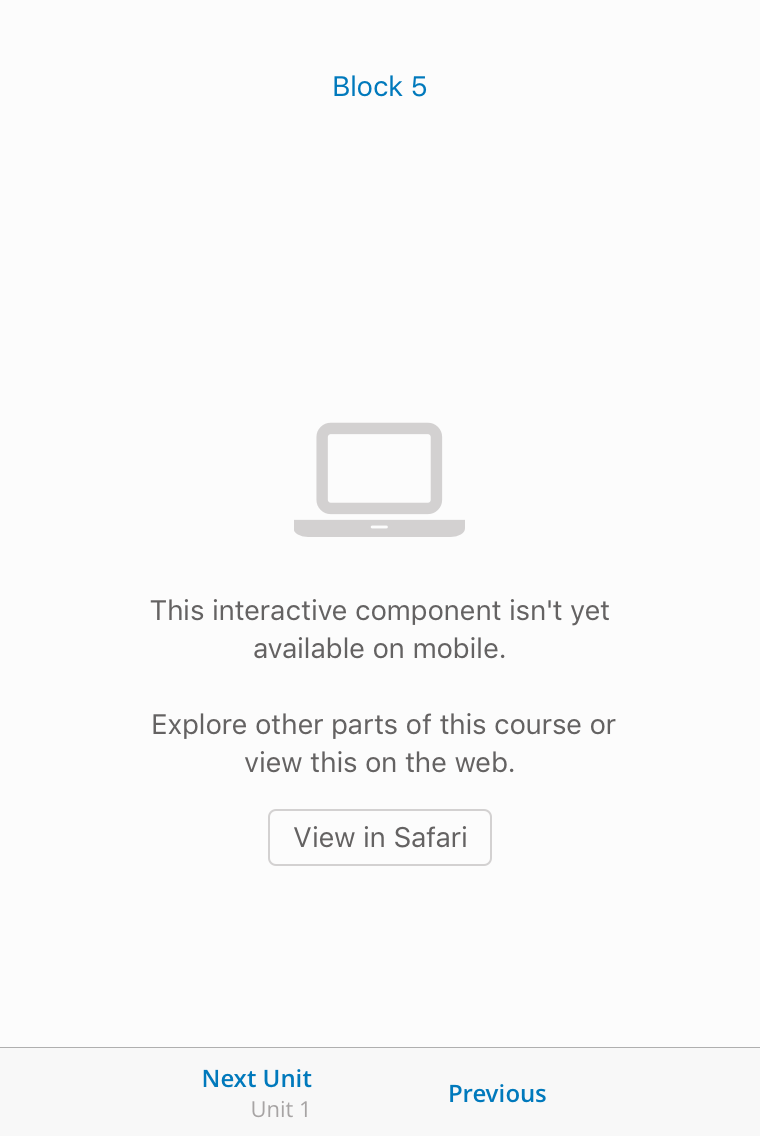 Block 5
This interactive component isn't yet
available on mobile.
Explore other parts of this course or
view this on the web.
View in Safari
Next Unit
Unit 1
Previous